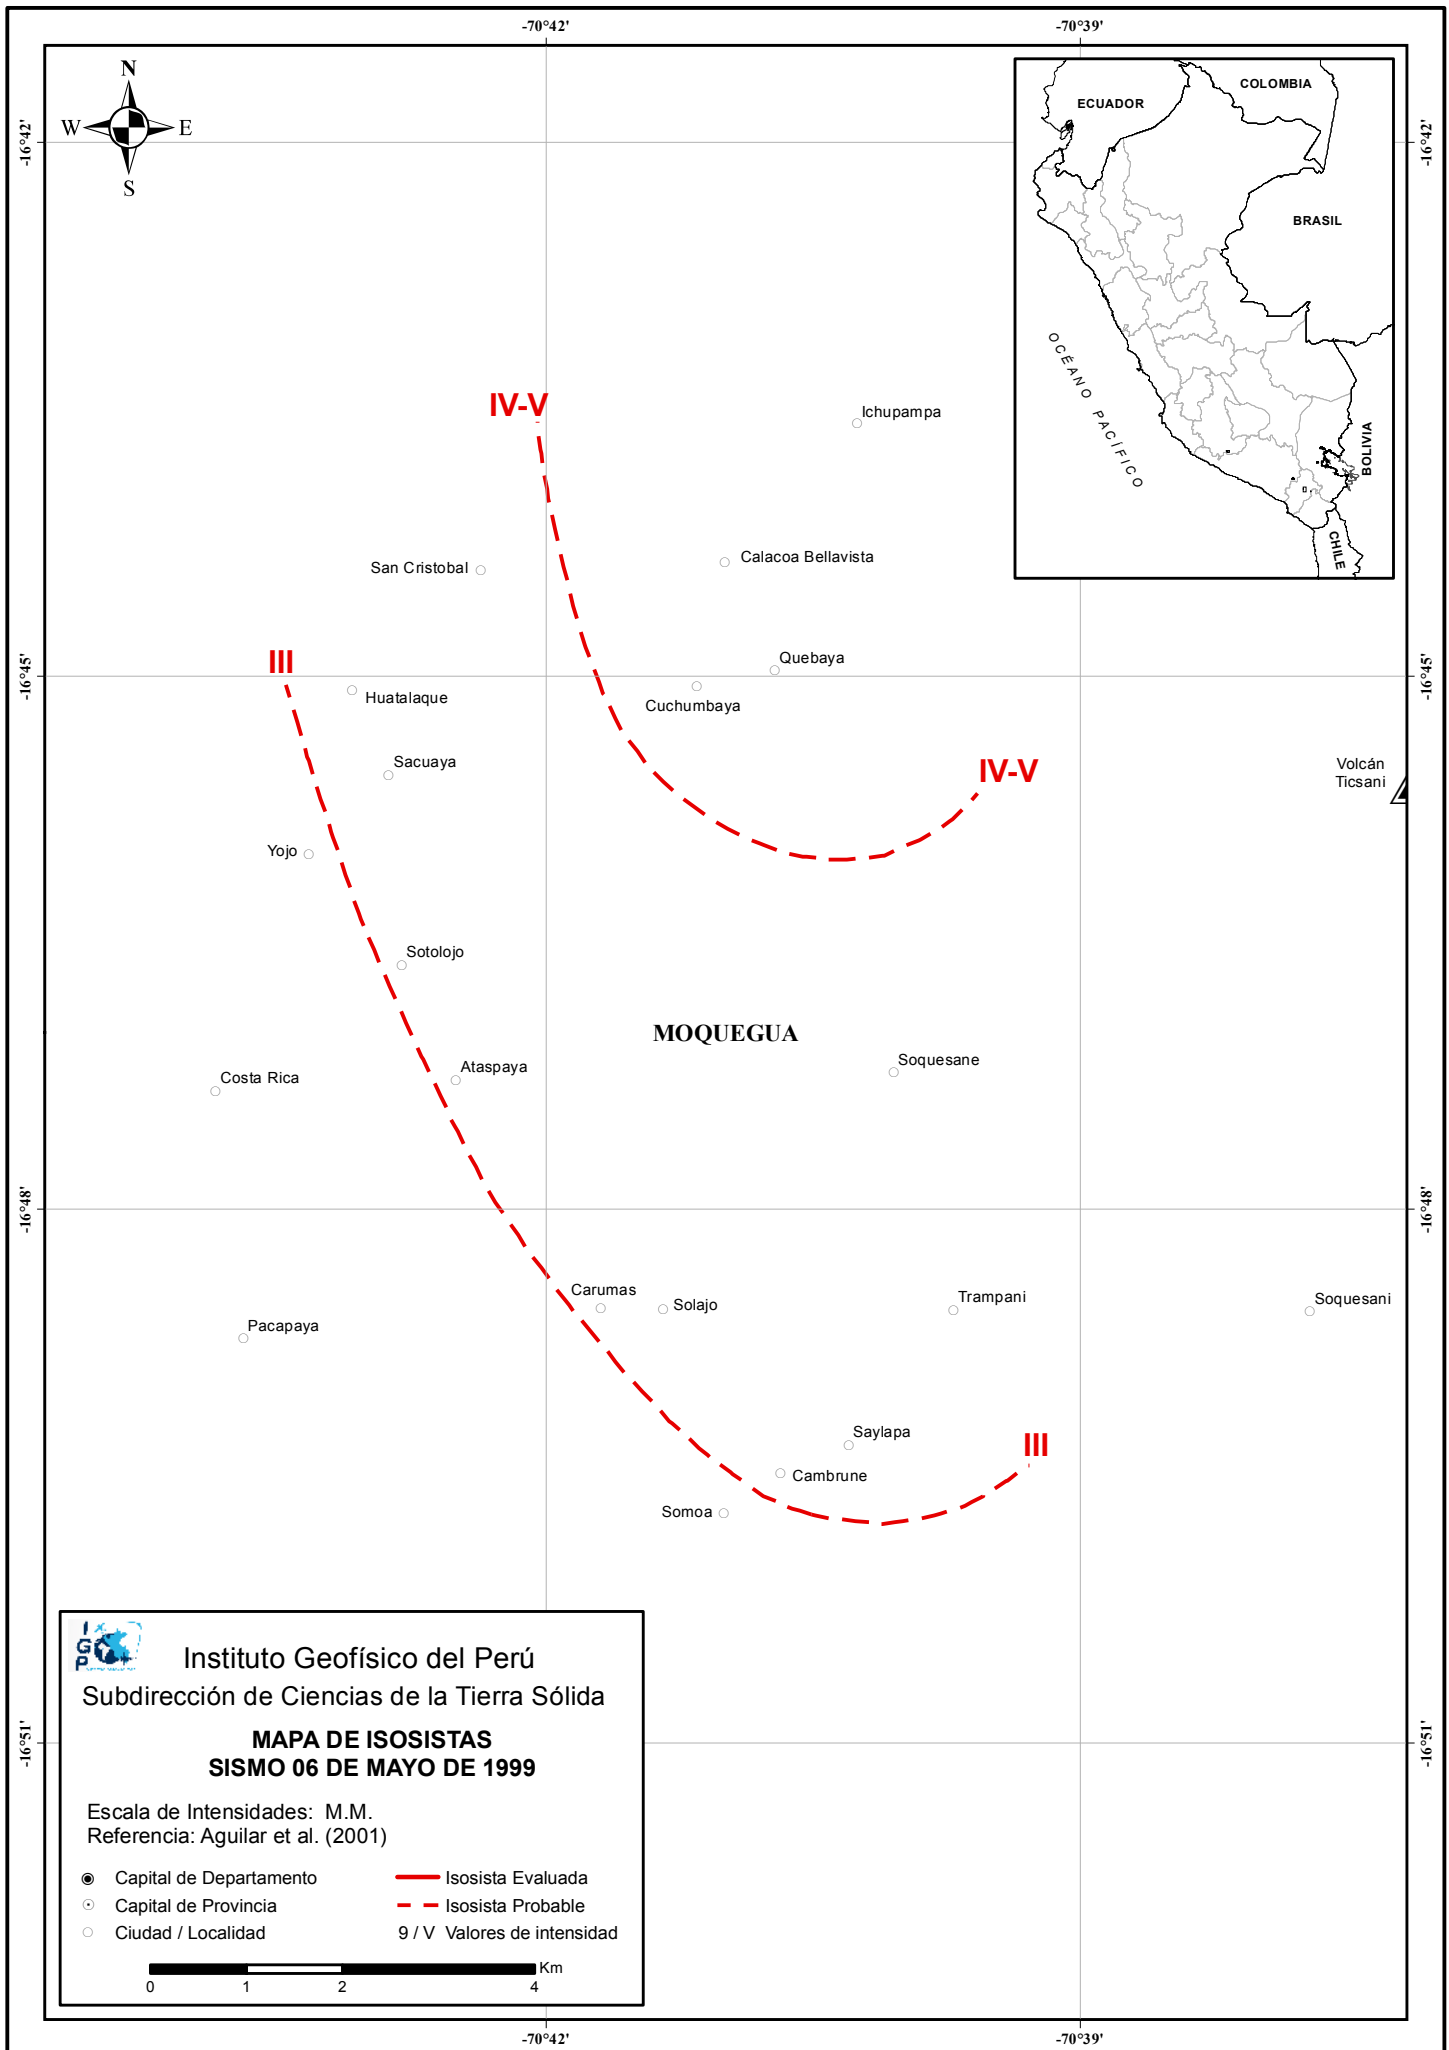 -70°42'
-70°39'
N
W
E
S
-16°42'
-16°42'
ECUADOR
COLOMBIA
BRASIL
OCÉANO PACÍFICO
BOLIVIA
CHILE
IV-V
Ichupampa
San Cristobal
Calacoa Bellavista
III
Quebaya
-16°45'
-16°45'
Huatalaque
Cuchumbaya
Sacuaya
IV-V
Volcán
Ticsani
Yojo
Sotolojo
MOQUEGUA
Costa Rica
Ataspaya
Soquesane
-16°48'
-16°48'
Carumas
Solajo
Trampani
Soquesani
Pacapaya
Saylapa
III
Cambrune
Somoa
IGP
Instituto Geofísico del Perú
Subdirección de Ciencias de la Tierra Sólida
MAPA DE ISOSISTAS
SISMO 06 DE MAYO DE 1999
-16°51'
-16°51'
Escala de Intensidades: M.M.
Referencia: Aguilar et al. (2001)
Capital de Departamento
Isosista Evaluada
Capital de Provincia
Isosista Probable
Ciudad / Localidad
9 / V Valores de intensidad
Km
0 1 2 4
-70°42'
-70°39'